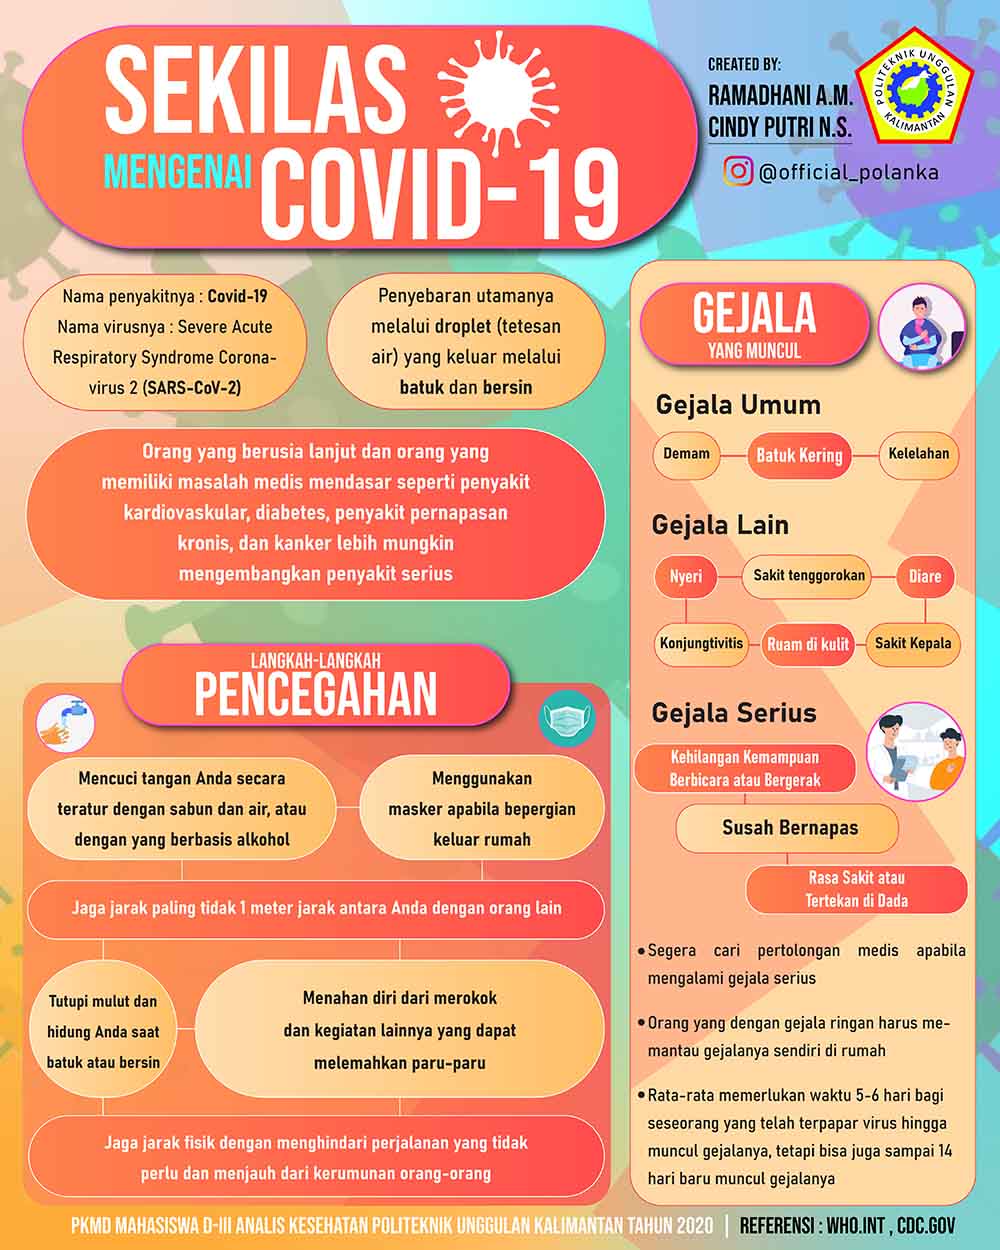 SEKILAS
MENGENAI
COVID-19
CREATED BY:
RAMADHANI A.M.
CINDY PUTRI N.S.
POLITEKNIK UNGGULAN
KALIMANTAN
@official_polanka
Nama penyakitnya : Covid-19
Nama virusnya : Severe Acute
Respiratory Syndrome Corona-
virus 2 (SARS-CoV-2)
Penyebaran utamanya
melalui droplet (tetesan
air) yang keluar melalui
batuk dan bersin
Orang yang berusia lanjut dan orang yang
memiliki masalah medis mendasar seperti penyakit
kardiovaskular, diabetes, penyakit pernapasan
kronis, dan kanker lebih mungkin
mengembangkan penyakit serius
LANGKAH-LANGKAH
PENCEGAHAN
Mencuci tangan Anda secara
teratur dengan sabun dan air, atau
dengan yang berbasis alkohol
Menggunakan
masker apabila bepergian
keluar rumah
Jaga jarak paling tidak 1 meter jarak antara Anda dengan orang lain
Tutupi mulut dan
hidung Anda saat
batuk atau bersin
Menahan diri dari merokok
dan kegiatan lainnya yang dapat
melemahkan paru-paru
Jaga jarak fisik dengan menghindari perjalanan yang tidak
perlu dan menjauh dari kerumunan orang-orang
GEJALA
YANG MUNCUL
Gejala Umum
Demam
Batuk Kering
Kelelahan
Gejala Lain
Nyeri
Sakit tenggorokan
Diare
Konjungtivitis
Ruam di kulit
Sakit Kepala
Gejala Serius
Kehilangan Kemampuan
Berbicara atau Bergerak
Susah Bernapas
Rasa Sakit atau
Tertekan di Dada
•Segera cari pertolongan medis apabila
mengalami gejala serius
•Orang yang dengan gejala ringan harus me-
mantau gejalanya sendiri di rumah
•Rata-rata memerlukan waktu 5-6 hari bagi
seseorang yang telah terpapar virus hingga
muncul gejalanya, tetapi bisa juga sampai 14
hari baru muncul gejalanya
PKMD MAHASISWA D-III ANALIS KESEHATAN POLITEKNIK UNGGULAN KALIMANTAN TAHUN 2020 | REFERENSI : WHO.INT , CDC.GOV